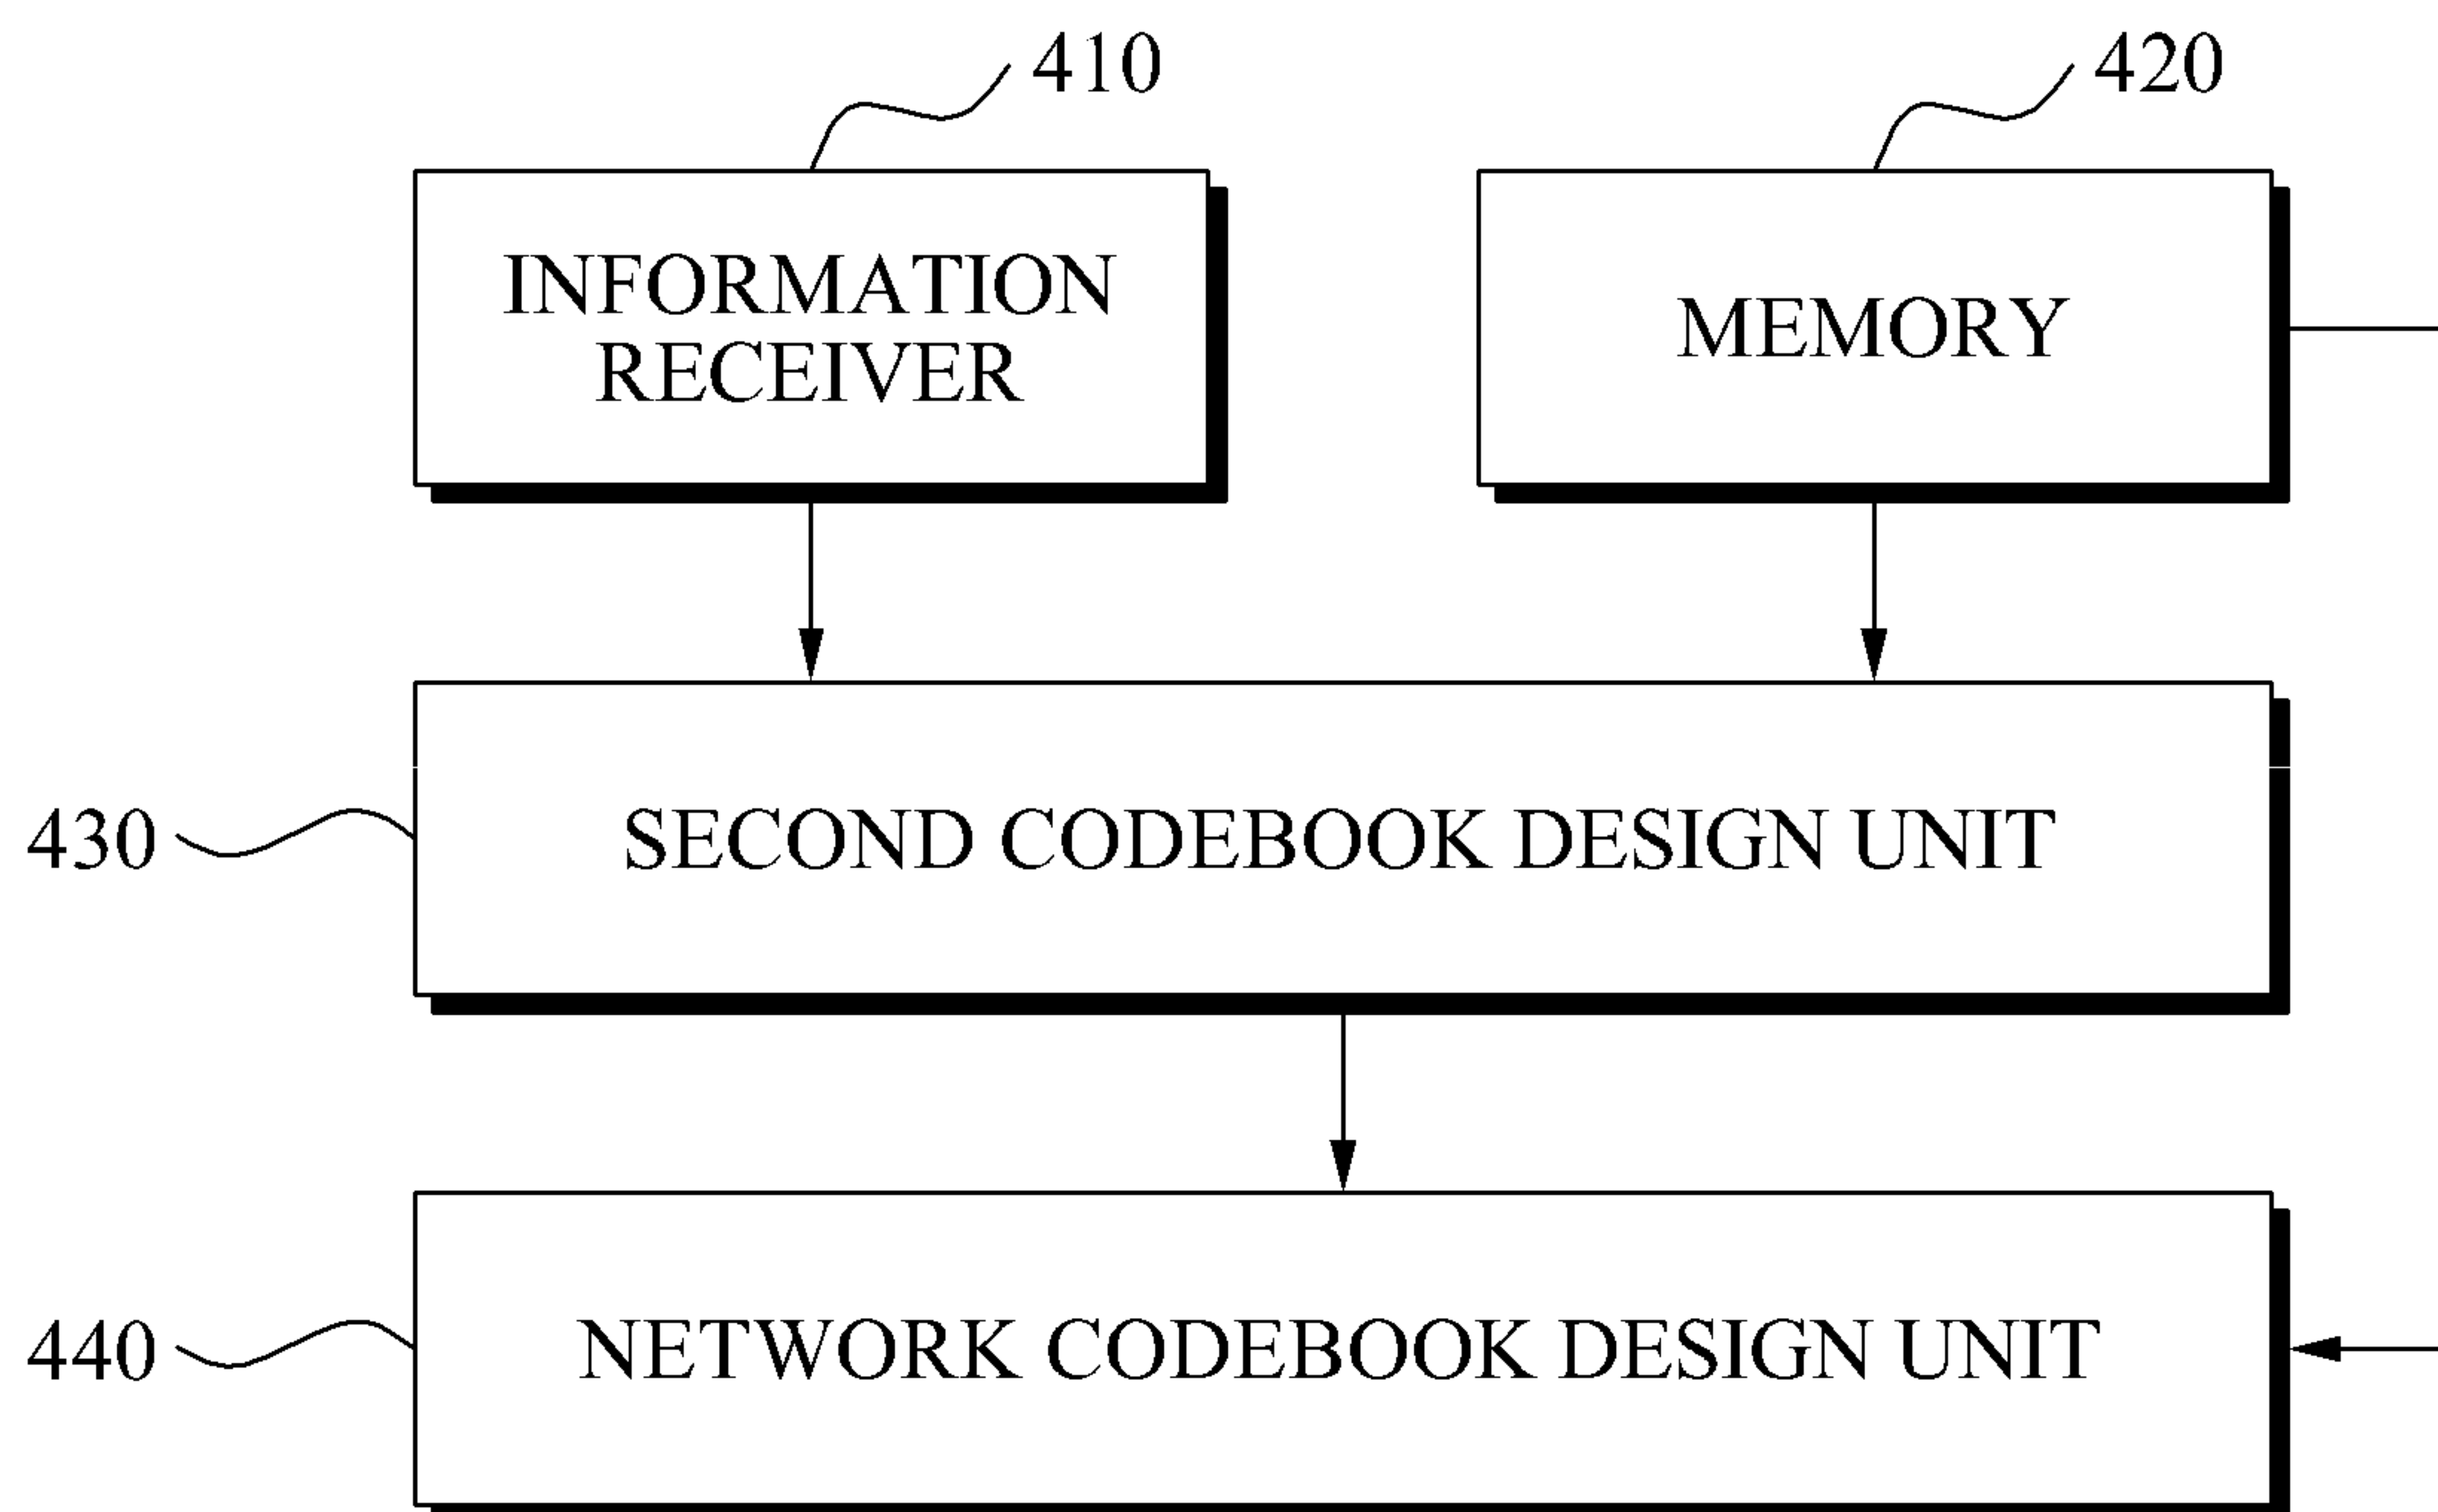 410
420
INFORMATION
RECEIVER
MEMORY
430
SECOND CODEBOOK DESIGN UNIT
440
NETWORK CODEBOOK DESIGN UNIT